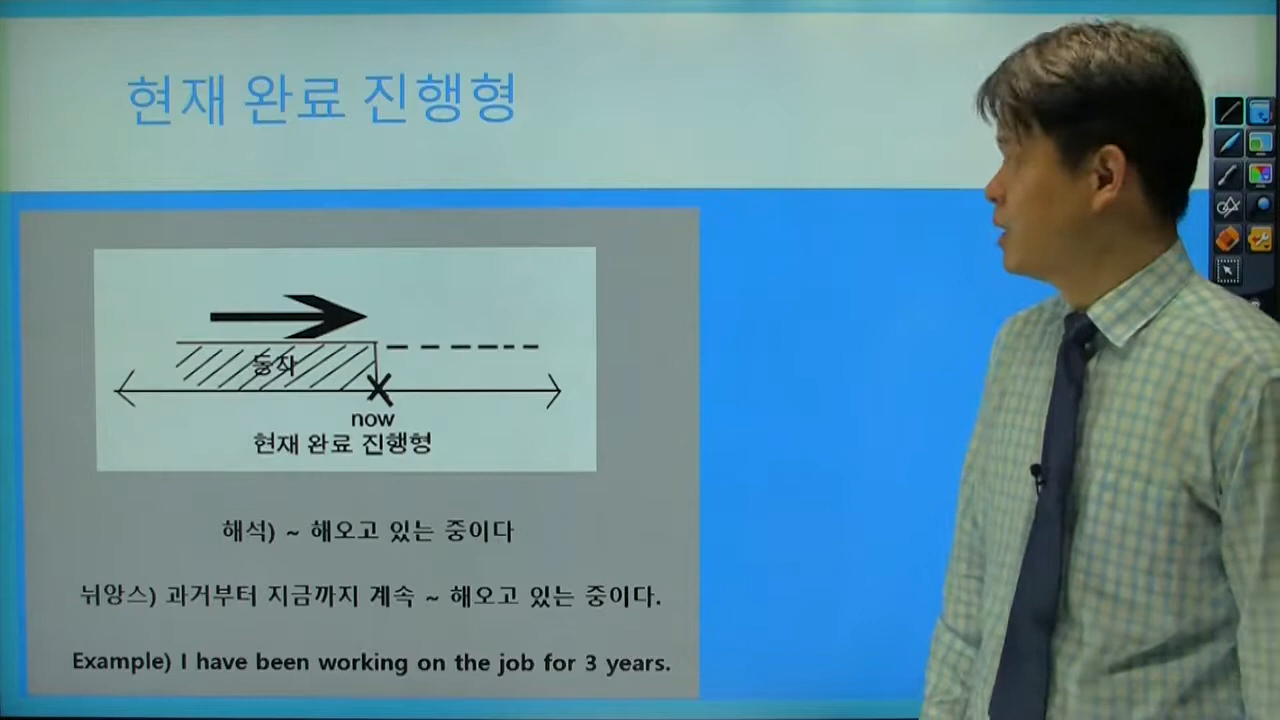 현재 완료 진행형
동작
now
현재 완료 진행형
해석) ~ 해오고 있는 중이다
뉘앙스) 과거부터 지금까지 계속 ~ 해오고 있는 중이다.
Example) I have been working on the job for 3 years.